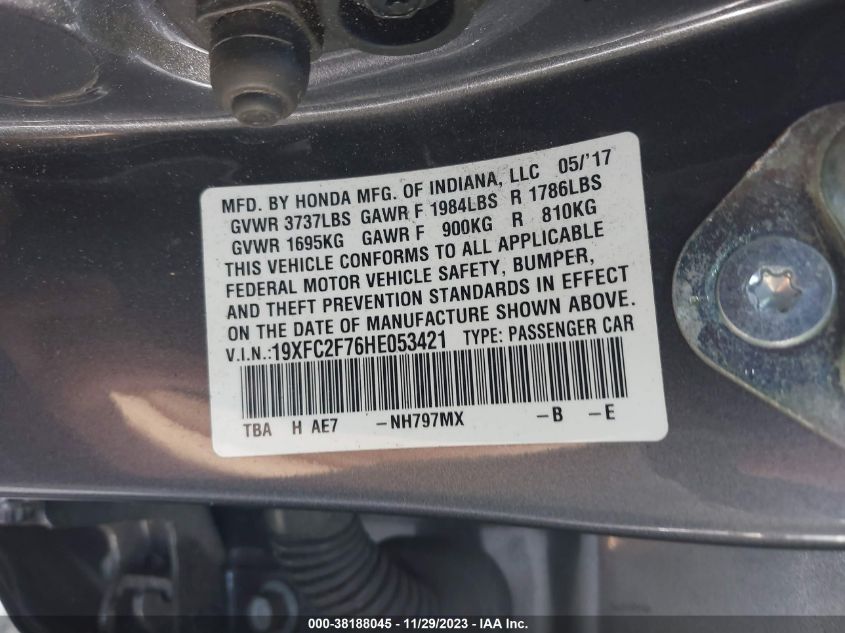 MFD. BY HONDA MFG. OF INDIANA, LLC 05/'17
GVWR 3737LBS GAWR F 1984LBS R 1786LBS
GVWR 1695KG GAWR F 900KG R 810KG
THIS VEHICLE CONFORMS TO ALL APPLICABLE
FEDERAL MOTOR VEHICLE SAFETY, BUMPER,
AND THEFT PREVENTION STANDARDS IN EFFECT
ON THE DATE OF MANUFACTURE SHOWN ABOVE.
V.I.N.:19XFC2F76HE053421 TYPE: PASSENGER CAR
TBA H AE7 -NH797MX -B -E
000-38188045 - 11/29/2023 - IAA Inc.